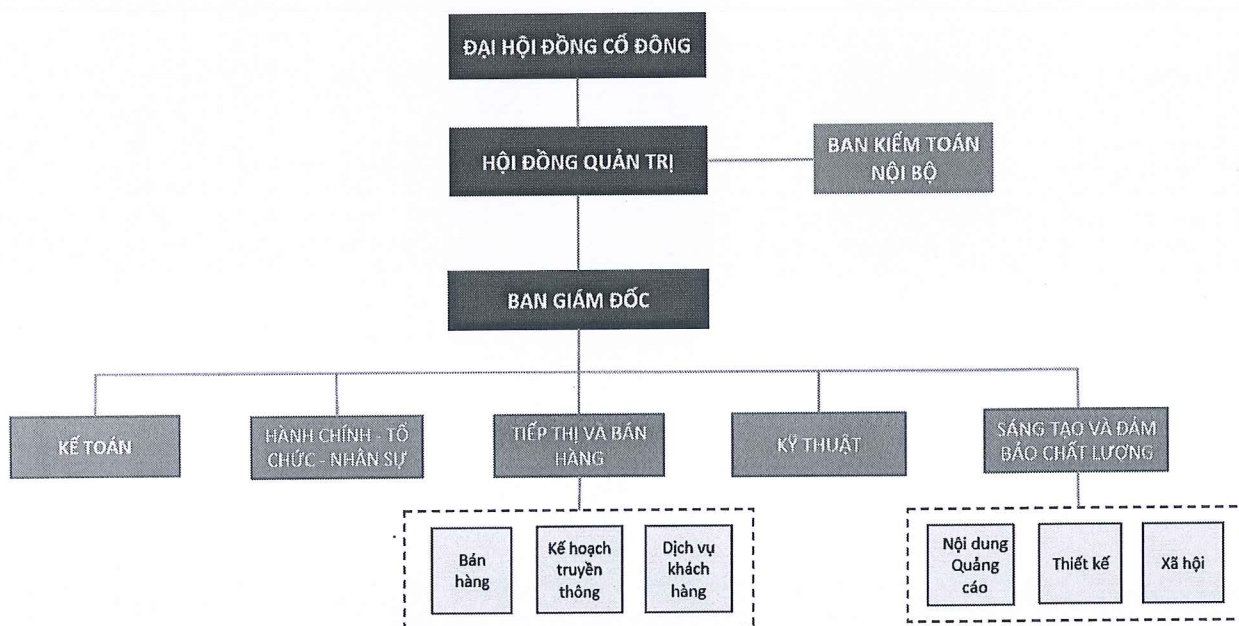 ĐẠI HỘI ĐỒNG CỔ ĐÔNG
HỘI ĐỒNG QUẢN TRỊ
BAN KIỂM TOÁN
NỘI BỘ
BAN GIÁM ĐỐC
KẾ TOÁN
HÀNH CHÍNH - TỔ
CHỨC - NHÂN SỰ
TIẾP THỊ VÀ BÁN
HÀNG
KỸ THUẬT
SÁNG TẠO VÀ ĐẢM
BẢO CHẤT LƯỢNG
Bán
hàng
Kế hoạch
truyền
thông
Dịch vụ
khách
hàng
Nội dung
Quảng
cáo
Thiết kế
Xã hội